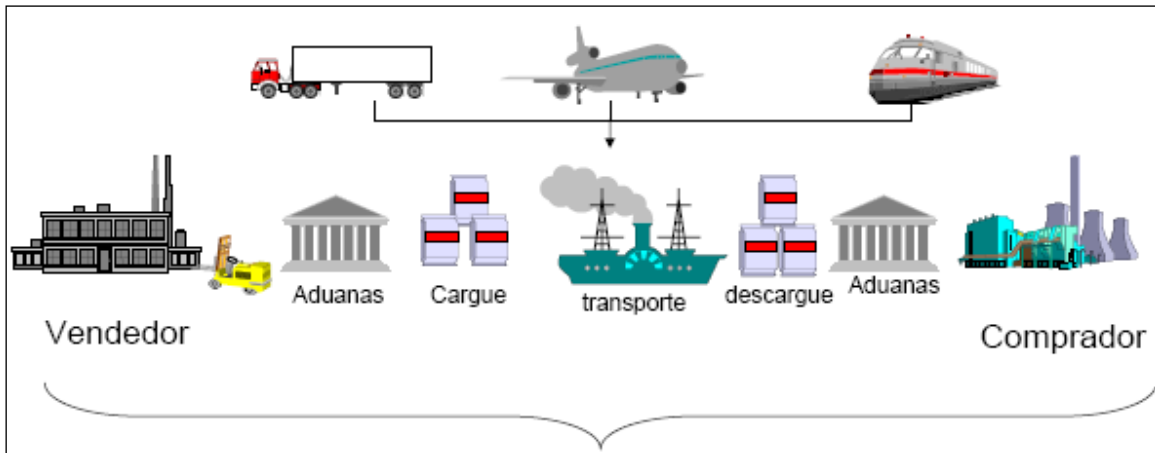 Vendedor
Aduanas
Cargue
transporte
descargue
Aduanas
Comprador